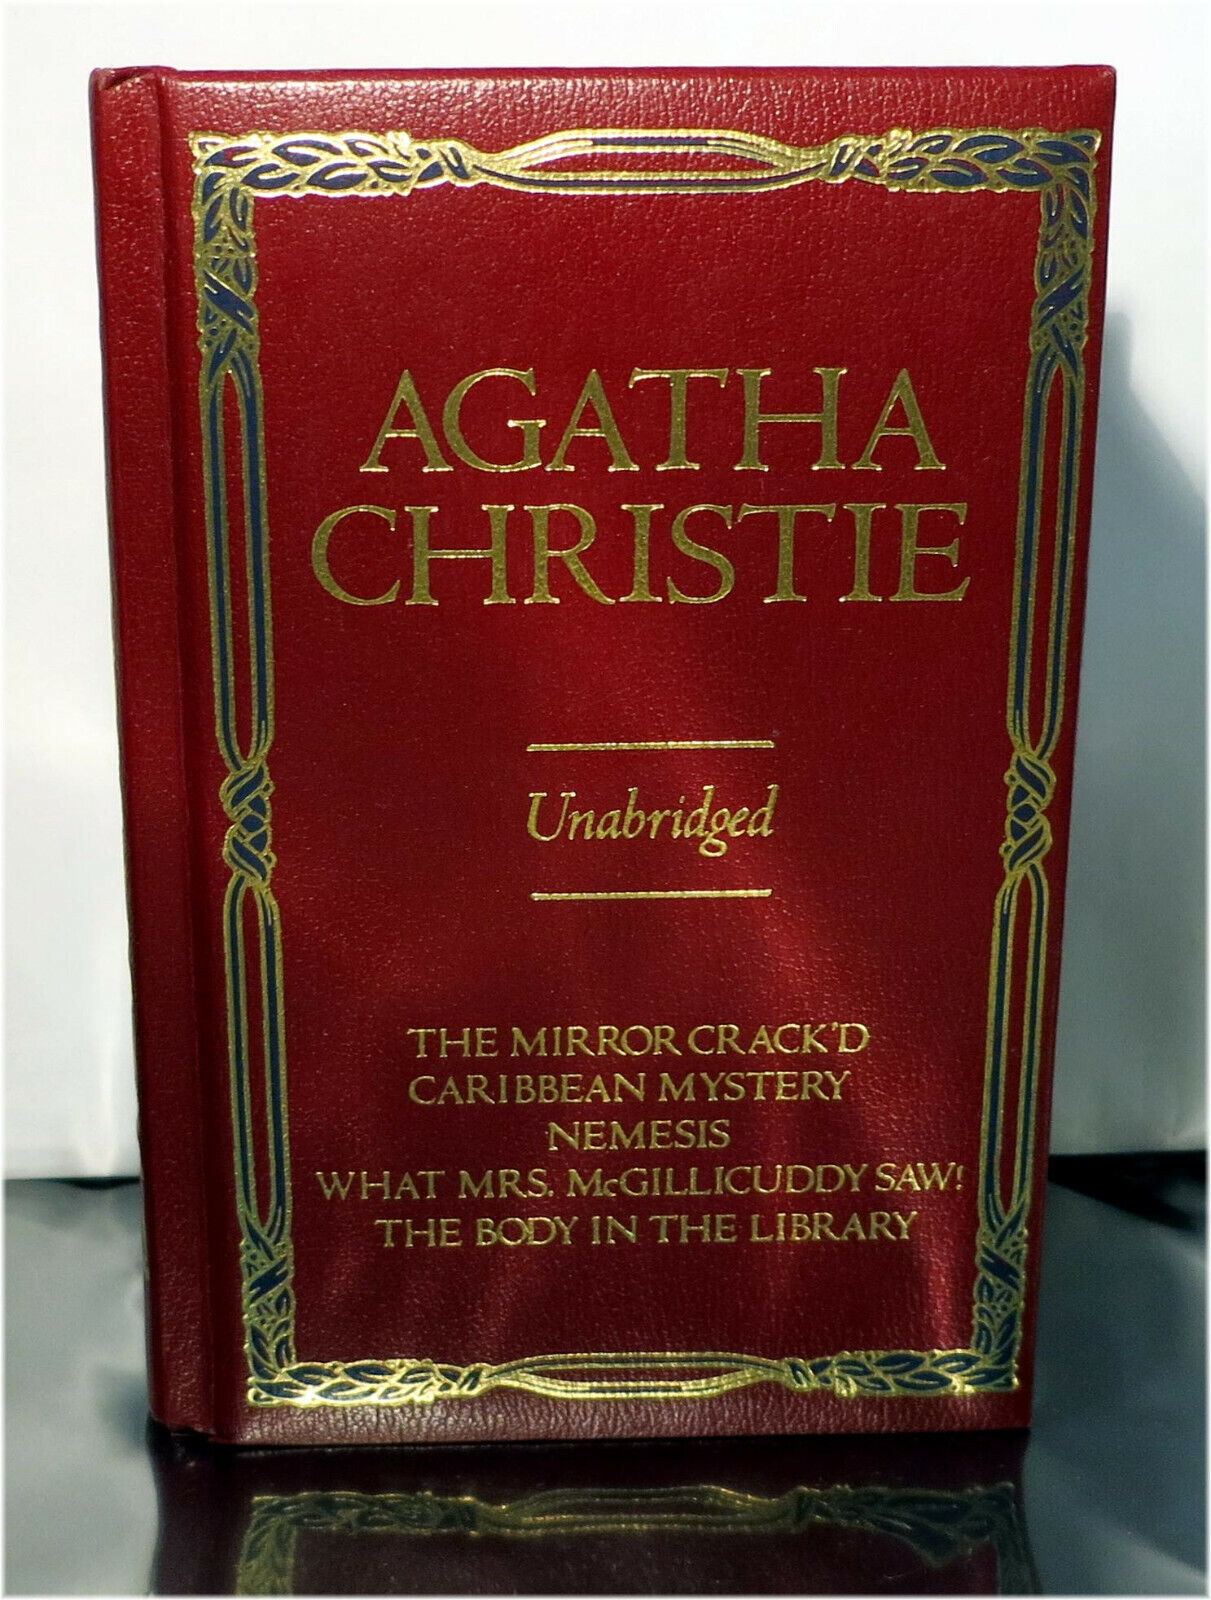 AGATHA
CHRISTIE
Unabridged
THE MIRROR CRACK'D
CARIBBEAN MYSTERY
NEMESIS
WHAT MRS. McGILLICUDDY SAW!
THE BODY IN THE LIBRARY